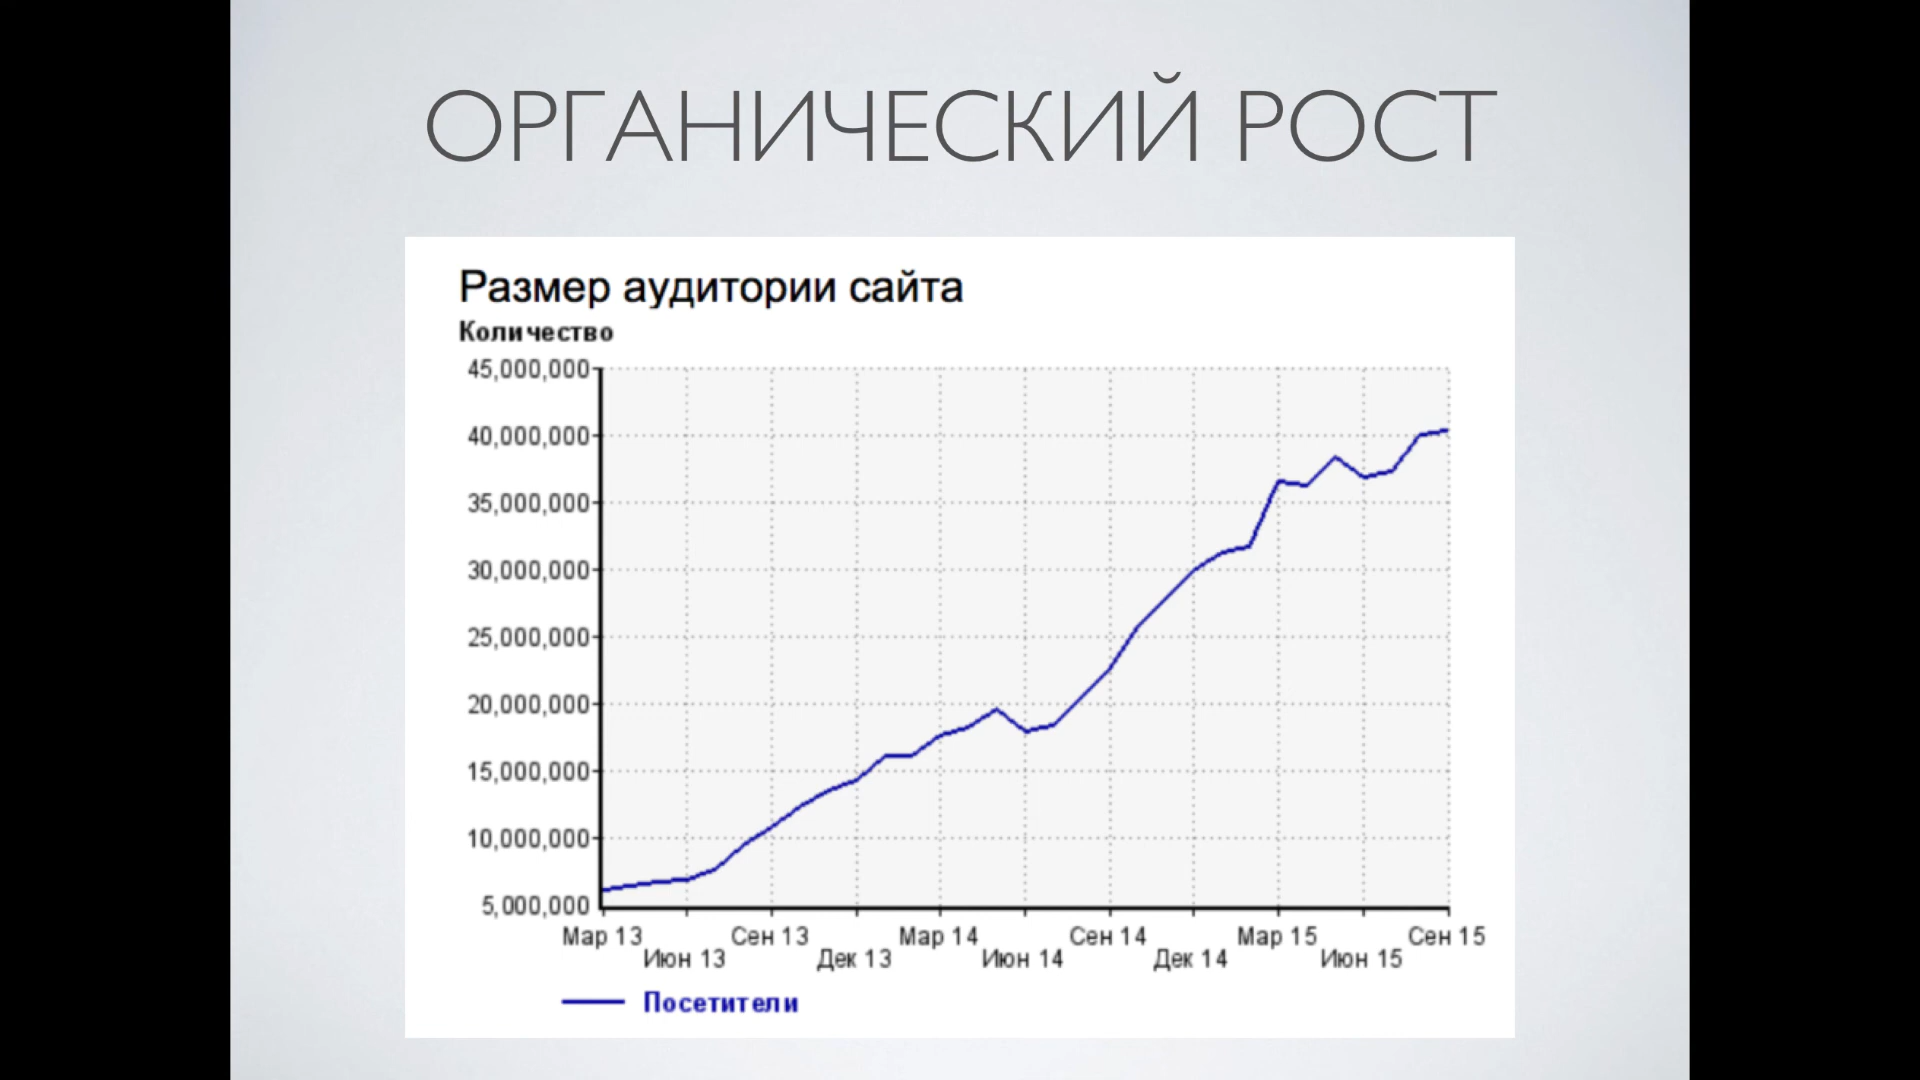 ОРГАНИЧЕСКИЙ РОСТ
Размер аудитории сайта
Количество
45,000,000
40,000,000
35,000,000
30,000,000
25,000,000
20,000,000
15,000,000
10,000,000
5,000,000
Мар 13 Сен 13 Мар 14 Сен 14 Мар 15 Сен 15
Июн 13 Дек 13 Июн 14 Дек 14 Июн 15
Посетители